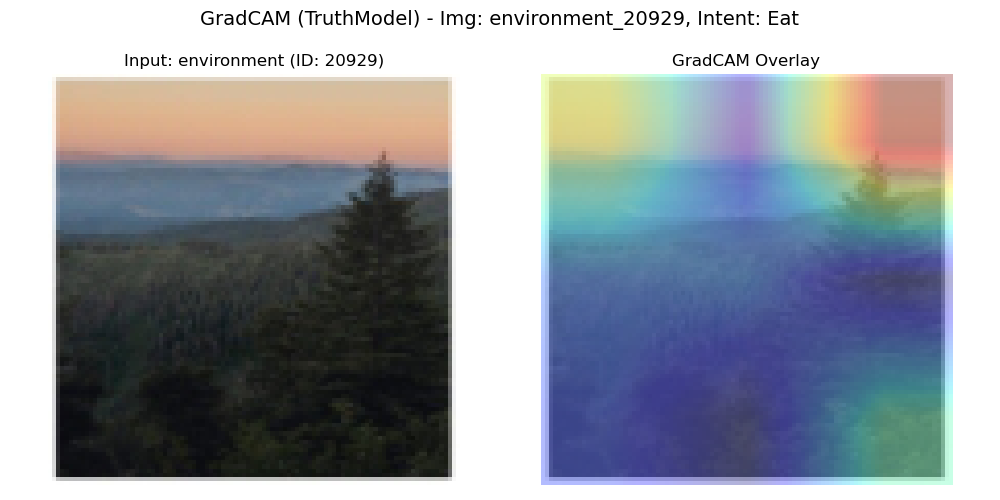 GradCAM (TruthModel) - Img: environment_20929, Intent: Eat
Input: environment (ID: 20929)
GradCAM Overlay